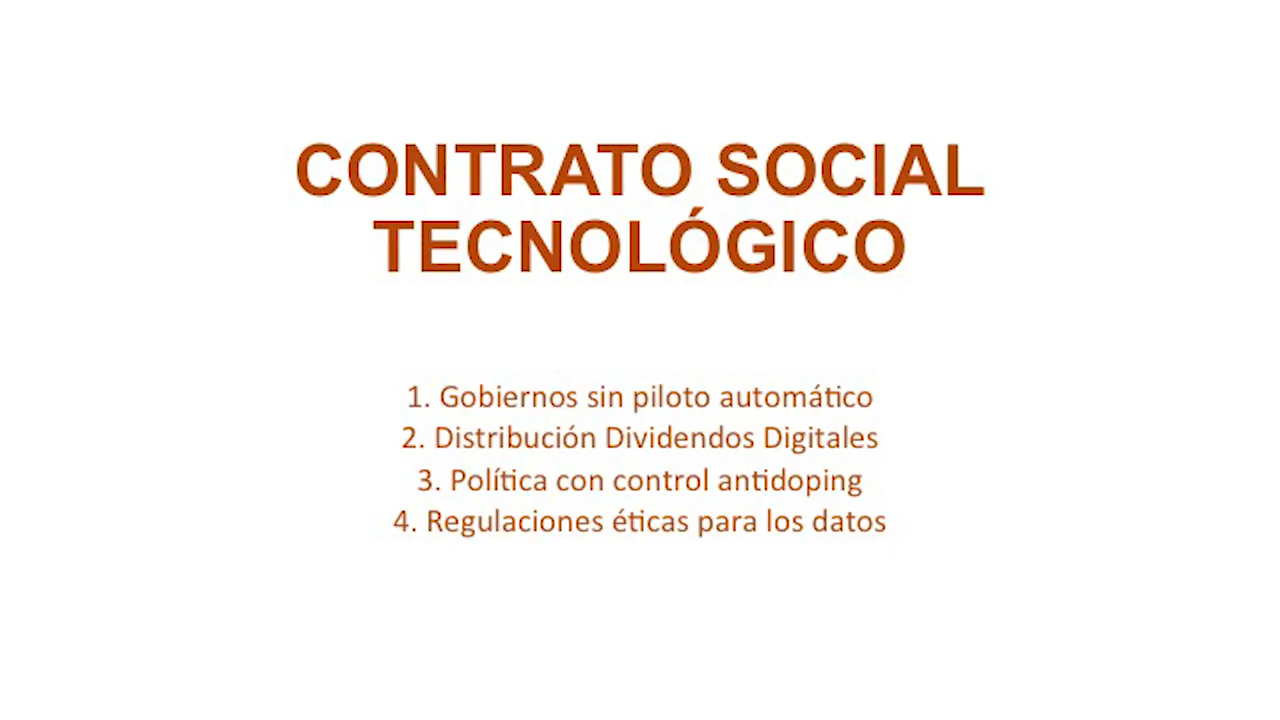 CONTRATO SOCIAL
TECNOLÓGICO
1. Gobiernos sin piloto automático
2. Distribución Dividendos Digitales
3. Política con control antidoping
4. Regulaciones éticas para los datos